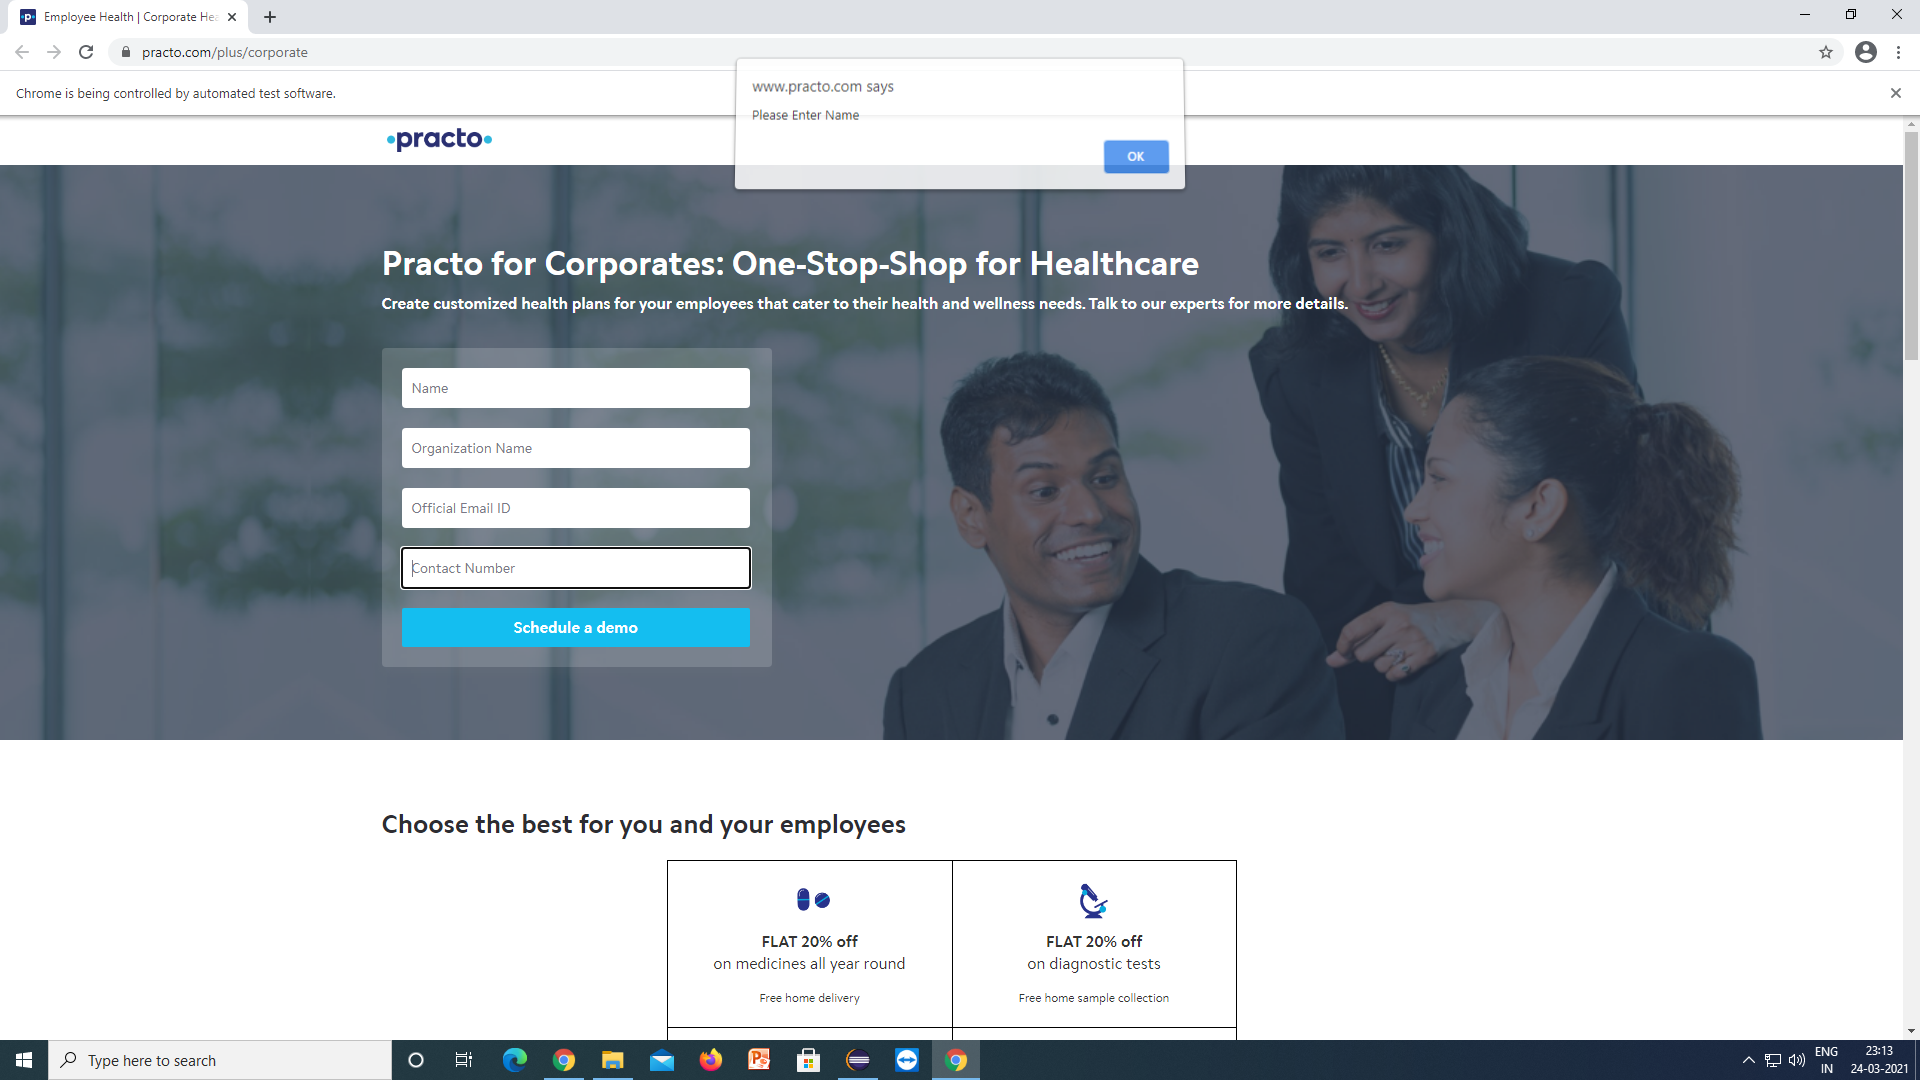 Employee Health | Corporate Hea
practo.com/plus/corporate
Chrome is being controlled by automated test software.
www.practo.com says
Please Enter Name
OK
practo
Practo for Corporates: One-Stop-Shop for Healthcare
Create customized health plans for your employees that cater to their health and wellness needs. Talk to our experts for more details.
Name
Organization Name
Official Email ID
Contact Number
Schedule a demo
Choose the best for you and your employees
FLAT 20% off
on medicines all year round
Free home delivery
FLAT 20% off
on diagnostic tests
Free home sample collection
Type here to search
ENG
IN
23:13
24-03-2021